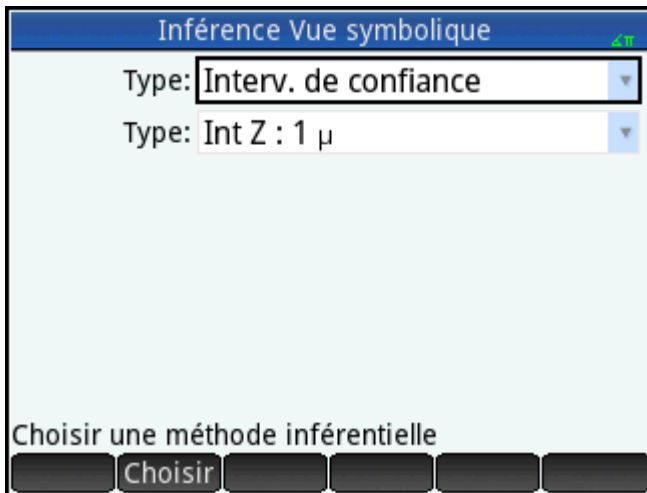 Inférence Vue symbolique
∡π
Type: Interv. de confiance
Type: Int Z : 1 μ
Choisir une méthode inférentielle
Choisir